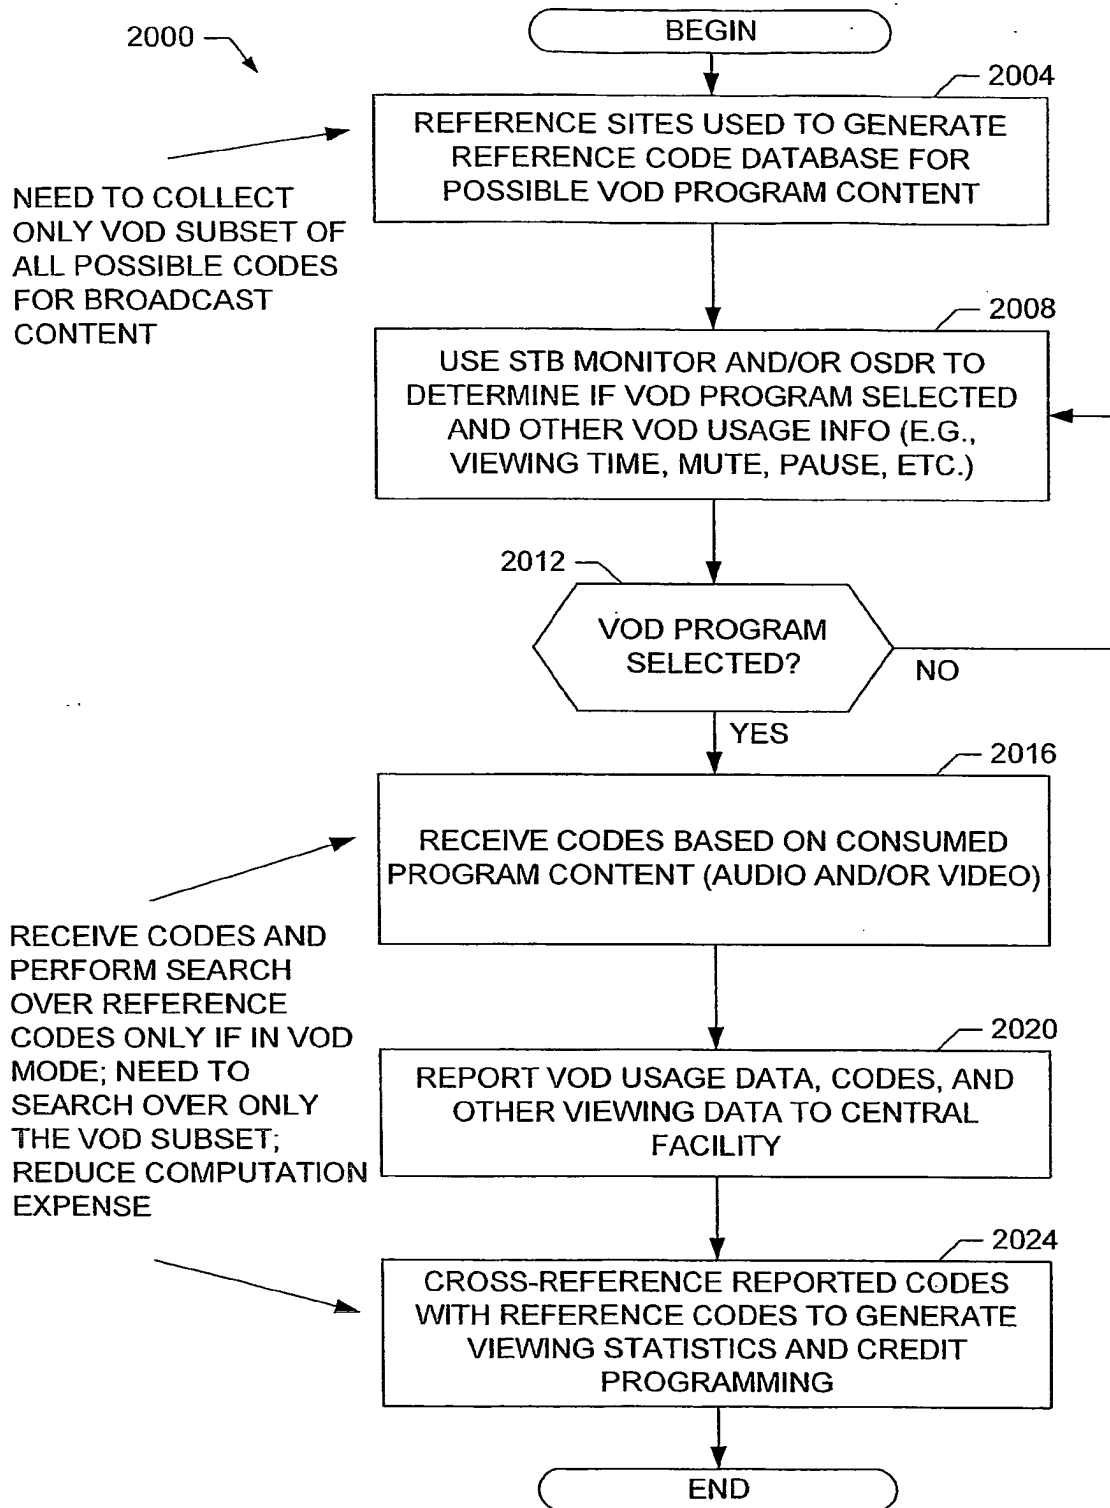 BEGIN
2000
2004
REFERENCE SITES USED TO GENERATE
REFERENCE CODE DATABASE FOR
POSSIBLE VOD PROGRAM CONTENT
NEED TO COLLECT
ONLY VOD SUBSET OF
ALL POSSIBLE CODES
FOR BROADCAST
CONTENT
2008
USE STB MONITOR AND/OR OSDR TO
DETERMINE IF VOD PROGRAM SELECTED
AND OTHER VOD USAGE INFO (E.G.,
VIEWING TIME, MUTE, PAUSE, ETC.)
2012
VOD PROGRAM
SELECTED?
NO
YES
2016
RECEIVE CODES BASED ON CONSUMED
PROGRAM CONTENT (AUDIO AND/OR VIDEO)
RECEIVE CODES AND
PERFORM SEARCH
OVER REFERENCE
CODES ONLY IF IN VOD
MODE; NEED TO
SEARCH OVER ONLY
THE VOD SUBSET;
REDUCE COMPUTATION
EXPENSE
2020
REPORT VOD USAGE DATA, CODES, AND
OTHER VIEWING DATA TO CENTRAL
FACILITY
2024
CROSS-REFERENCE REPORTED CODES
WITH REFERENCE CODES TO GENERATE
VIEWING STATISTICS AND CREDIT
PROGRAMMING
END